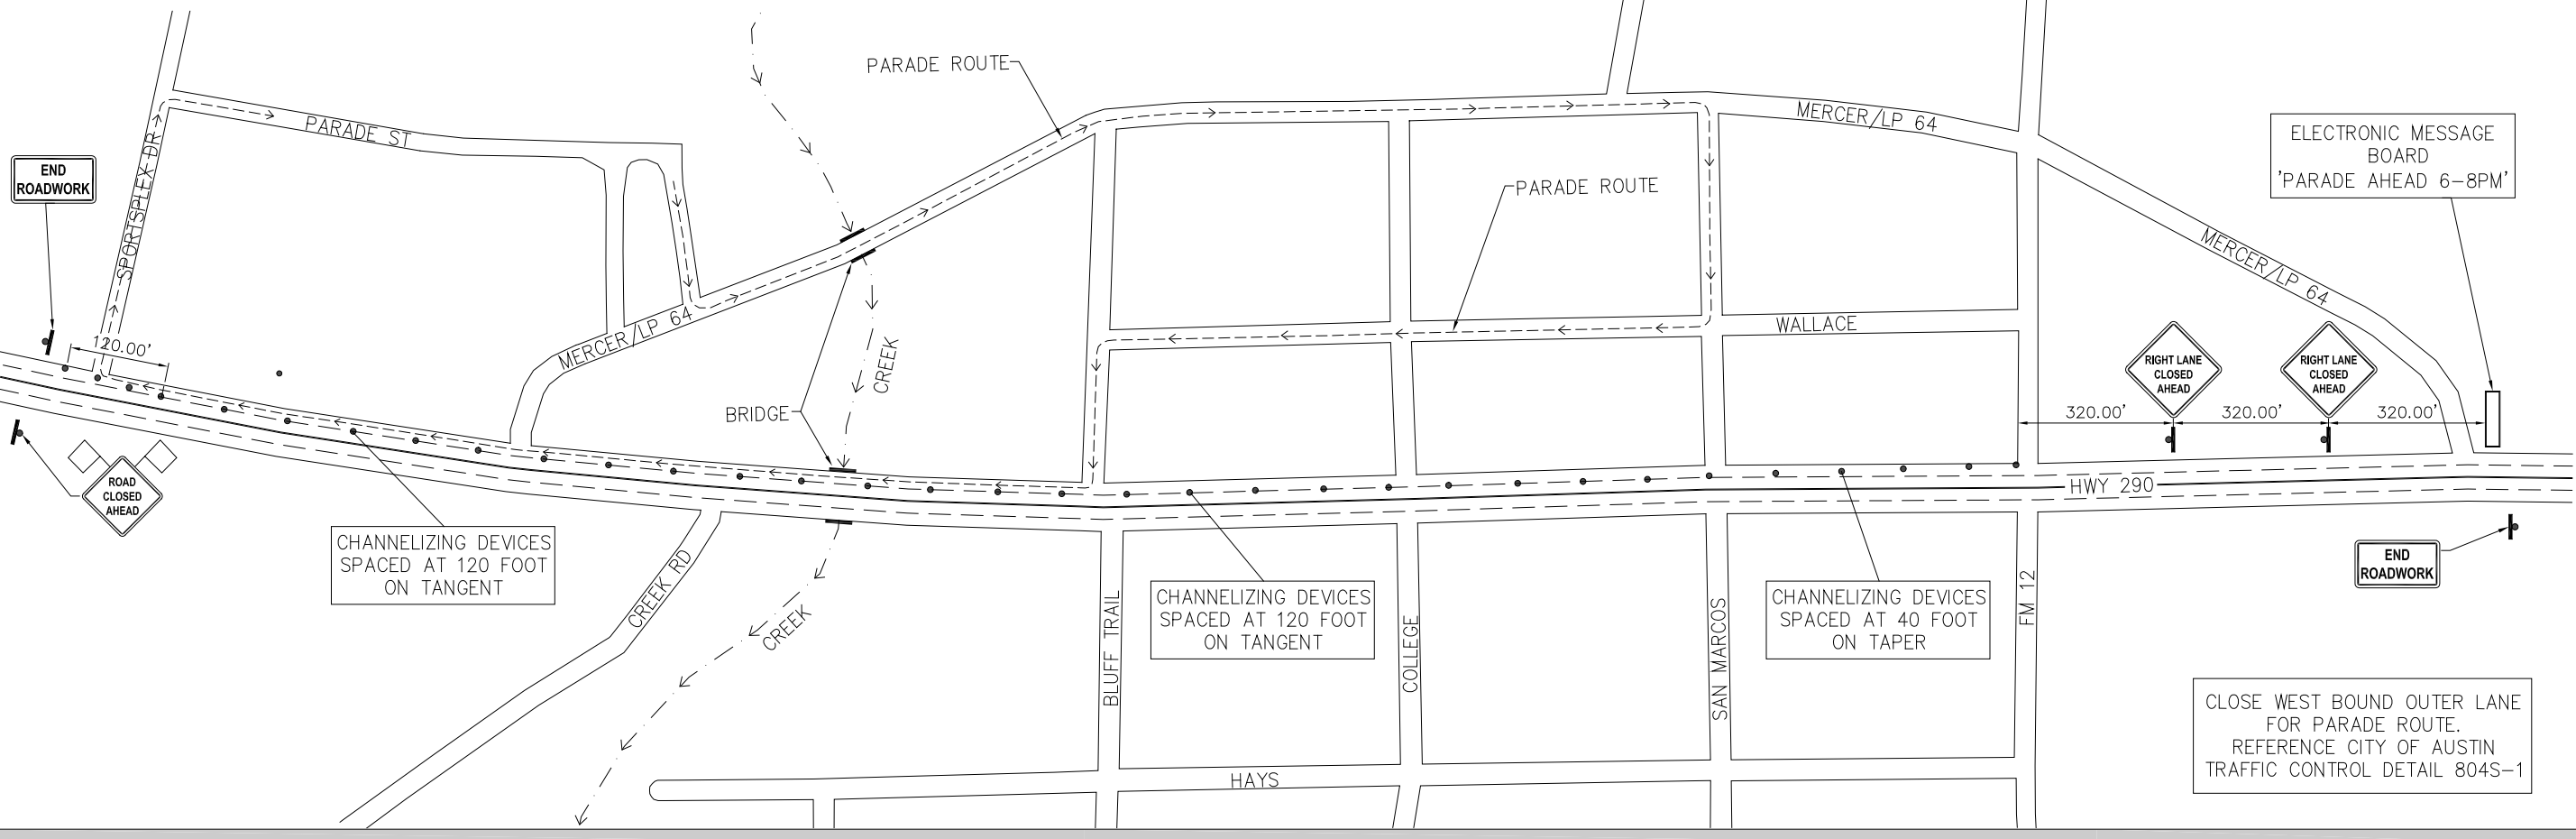 PARADE ROUTE
MERCER/LP 64
PARADE ST
SPORTSPLEX DR
END
ROADWORK
ELECTRONIC MESSAGE
BOARD
'PARADE AHEAD 6-8PM'
PARADE ROUTE
MERCER/LP 64
MERCER/LP 64
WALLACE
120.00'
CREEK
BRIDGE
RIGHT LANE
CLOSED
AHEAD
RIGHT LANE
CLOSED
AHEAD
320.00'
320.00'
320.00'
ROAD
CLOSED
AHEAD
HWY 290
CHANNELIZING DEVICES
SPACED AT 120 FOOT
ON TANGENT
CREEK RD
CREEK
BLUFF TRAIL
CHANNELIZING DEVICES
SPACED AT 120 FOOT
ON TANGENT
COLLEGE
SAN MARCOS
CHANNELIZING DEVICES
SPACED AT 40 FOOT
ON TAPER
FM 12
END
ROADWORK
CLOSE WEST BOUND OUTER LANE
FOR PARADE ROUTE.
REFERENCE CITY OF AUSTIN
TRAFFIC CONTROL DETAIL 804S-1
HAYS